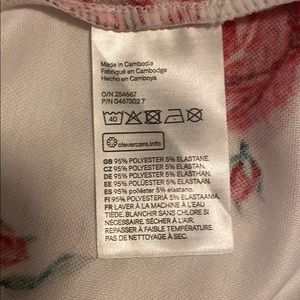 Made in Cambodia
Fabriqué en Cambodge
Hecho en Camboya
O/N 254667
P/N 0467302 7
40
clevercare.info
GB 95% POLYESTER 5% ELASTANE.
CZ 95% POLYESTER 5% ELASTAN.
DE 95% POLYESTER 5% ELASTHAN.
EE 95% POLÜESTER 5% ELASTAAN.
ES 95% poliéster 5% elastano.
FI 95% POLYESTERIÄ 5% ELASTAANIA.
FR LAVER À LA MACHINE À L'EAU
TIÈDE. BLANCHIR SANS CHLORE SI
NÉCESSAIRE. SÉCHER À L'AIR.
REPASSER À FAIBLE TEMPÉRATURE.
PAS DE NETTOYAGE À SEC.